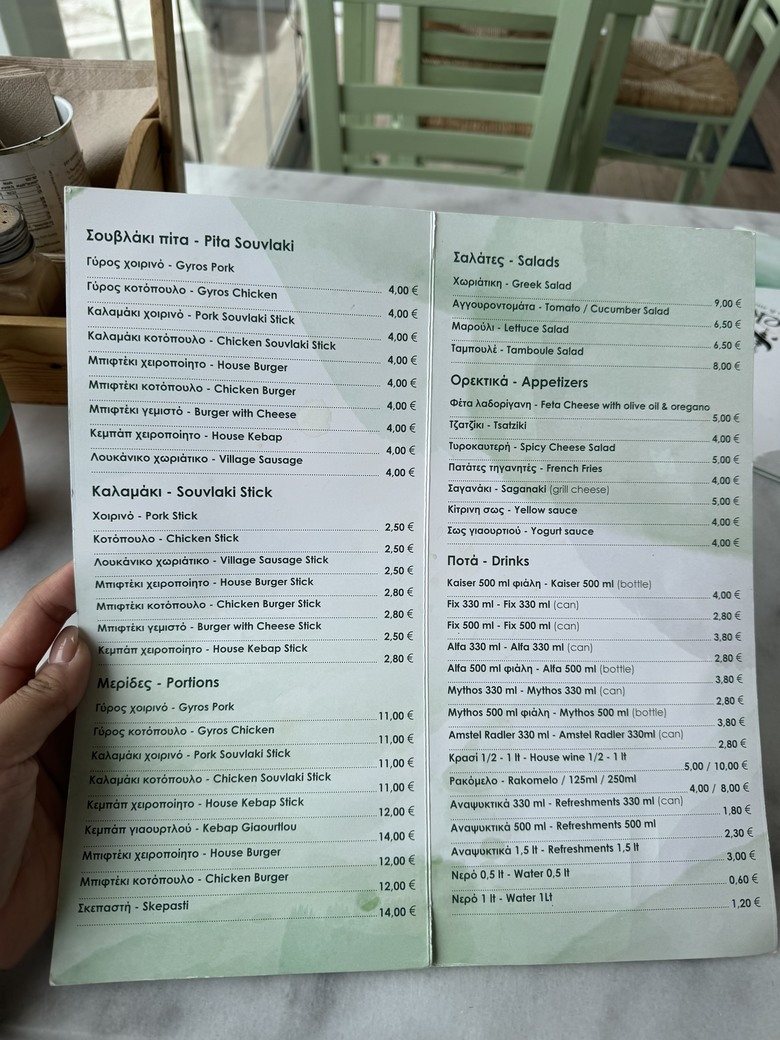 Σουβλάκι πίτα - Pita Souvlaki
Γύρος χοιρινό - Gyros Pork 4,00 €
Γύρος κοτόπουλο - Gyros Chicken 4,00 €
Καλαμάκι χοιρινό - Pork Souvlaki Stick 4,00 €
Καλαμάκι κοτόπουλο - Chicken Souvlaki Stick 4,00 €
Μπιφτέκι χειροποίητο - House Burger 4,00 €
Μπιφτέκι κοτόπουλο - Chicken Burger 4,00 €
Μπιφτέκι γεμιστό - Burger with Cheese 4,00 €
Κεμπάπ χειροποίητο - House Kebap 4,00 €
Λουκάνικο χωριάτικο - Village Sausage 4,00 €
Καλαμάκι - Souvlaki Stick
Χοιρινό - Pork Stick 2,50 €
Κοτόπουλο - Chicken Stick 2,50 €
Λουκάνικο χωριάτικο - Village Sausage Stick 2,50 €
Μπιφτέκι χειροποίητο - House Burger Stick 2,80 €
Μπιφτέκι κοτόπουλο - Chicken Burger Stick 2,80 €
Μπιφτέκι γεμιστό - Burger with Cheese Stick 2,50 €
Κεμπάπ χειροποίητο - House Kebap Stick 2,80 €
Μερίδες - Portions
Γύρος χοιρινό - Gyros Pork 11,00 €
Γύρος κοτόπουλο - Gyros Chicken 11,00 €
Καλαμάκι χοιρινό - Pork Souvlaki Stick 11,00 €
Καλαμάκι κοτόπουλο - Chicken Souvlaki Stick 11,00 €
Κεμπάπ χειροποίητο - House Kebap Stick 12,00 €
Κεμπάπ γιαουρτλού - Kebap Giaourtlou 14,00 €
Μπιφτέκι χειροποίητο - House Burger 12,00 €
Μπιφτέκι κοτόπουλο - Chicken Burger 12,00 €
Σκεπαστή - Skepasti 14,00 €
Σαλάτες - Salads
Χωριάτικη - Greek Salad 9,00 €
Αγγουροντομάτα - Tomato / Cucumber Salad 6,50 €
Μαρούλι - Lettuce Salad 6,50 €
Ταμπουλέ - Tamboule Salad 8,00 €
Ορεκτικά - Appetizers
Φέτα λαδορίγανη - Feta Cheese with olive oil & oregano 5,00 €
Τζατζίκι - Tsatziki 4,00 €
Τυροκαυτερή - Spicy Cheese Salad 5,00 €
Πατάτες τηγανητές - French Fries 4,00 €
Σαγανάκι - Saganaki (grill cheese) 5,00 €
Κίτρινη σως - Yellow sauce 4,00 €
Σως γιαουρτιού - Yogurt sauce 4,00 €
Ποτά - Drinks
Kaiser 500 ml φιάλη - Kaiser 500 ml (bottle) 4,00 €
Fix 330 ml - Fix 330 ml (can) 2,80 €
Fix 500 ml - Fix 500 ml (can) 3,80 €
Alfa 330 ml - Alfa 330 ml (can) 2,80 €
Alfa 500 ml φιάλη - Alfa 500 ml (bottle) 3,80 €
Mythos 330 ml - Mythos 330 ml (can) 2,80 €
Mythos 500 ml φιάλη - Mythos 500 ml (bottle) 3,80 €
Amstel Radler 330 ml - Amstel Radler 330ml (can) 2,80 €
Κρασί 1/2 - 1 lt - House wine 1/2 - 1 lt 5,00 / 10,00 €
Ρακόμελο - Rakomelo / 125ml / 250ml 4,00 / 8,00 €
Αναψυκτικά 330 ml - Refreshments 330 ml (can) 1,80 €
Αναψυκτικά 500 ml - Refreshments 500 ml 2,30 €
Αναψυκτικά 1,5 lt - Refreshments 1,5 lt 3,00 €
Νερό 0,5 lt - Water 0,5 lt 0,60 €
Νερό 1 lt - Water 1Lt 1,20 €